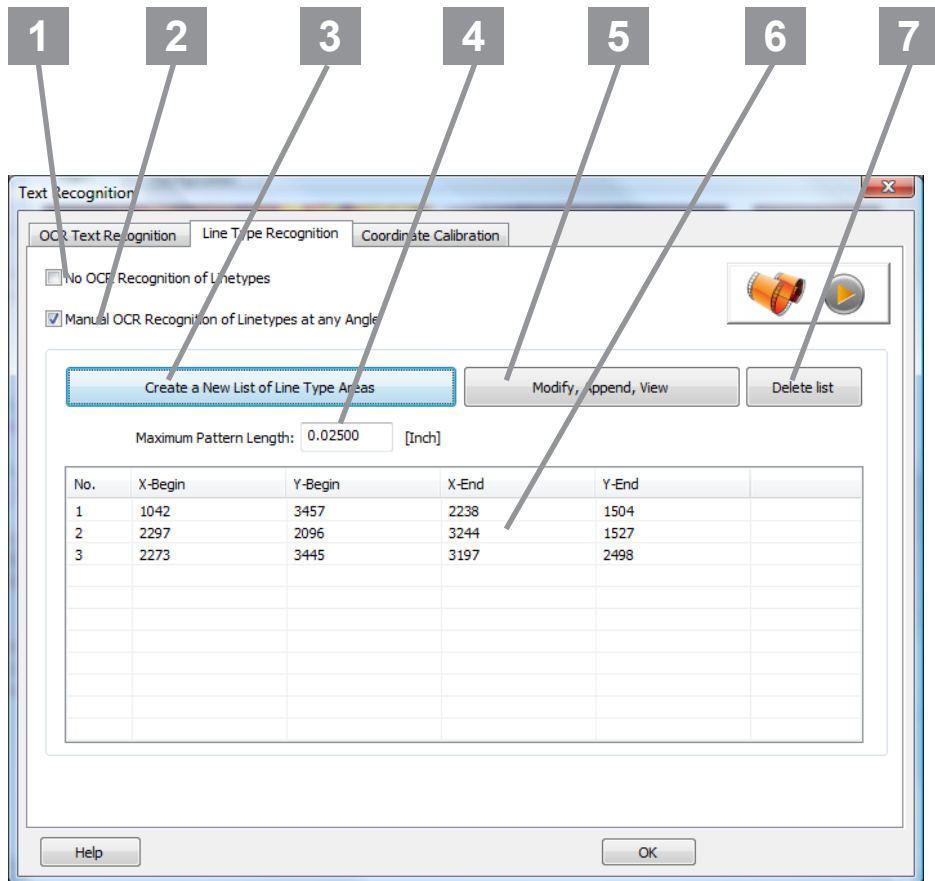 1 2 3 4 5 6 7
Text Recognition
OCR Text Recognition Line Type Recognition Coordinate Calibration
No OCR Recognition of Linetypes
Manual OCR Recognition of Linetypes at any Angle
Create a New List of Line Type Areas Modify, Append, View Delete list
Maximum Pattern Length: 0.02500 [Inch]
No. X-Begin Y-Begin X-End Y-End
1 1042 3457 2238 1504
2 2297 2096 3244 1527
3 2273 3445 3197 2498
Help OK